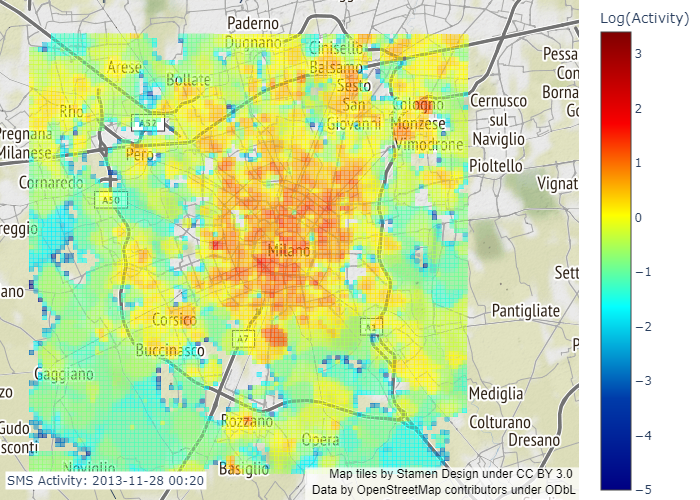 Log(Activity)
3
2
1
0
−1
−2
−3
−4
−5
Paderno
Dugnano
Cinisello
Balsamo
Sesto
San
Giovanni
Arese
Bollate
Rho
A52
Pero
Pregnana
Milanese
Cornaredo
A50
reggio
Cologno
Monzese
Vimodrone
Cernusco
sul
Naviglio
Pioltello
Pessa
Con
Borna
Go
Vignat
Milano
Sett
ano
Pantigliate
Corsico
A7
Buccinasco
Gaggiano
zo
Mediglia
Colturano
Dresano
Gudo
sconti
Rozzano
Opera
Noviglio
Basiglio
SMS Activity: 2013-11-28 00:20
Map tiles by Stamen Design under CC BY 3.0
Data by OpenStreetMap contributors under ODbL